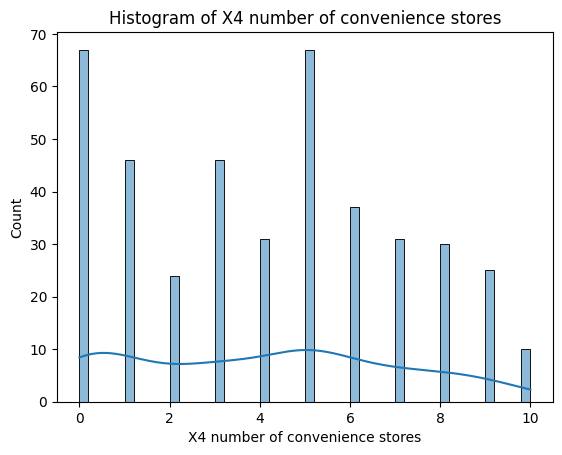 Histogram of X4 number of convenience stores
70
60
50
40
30
20
10
0
Count
0 2 4 6 8 10
X4 number of convenience stores